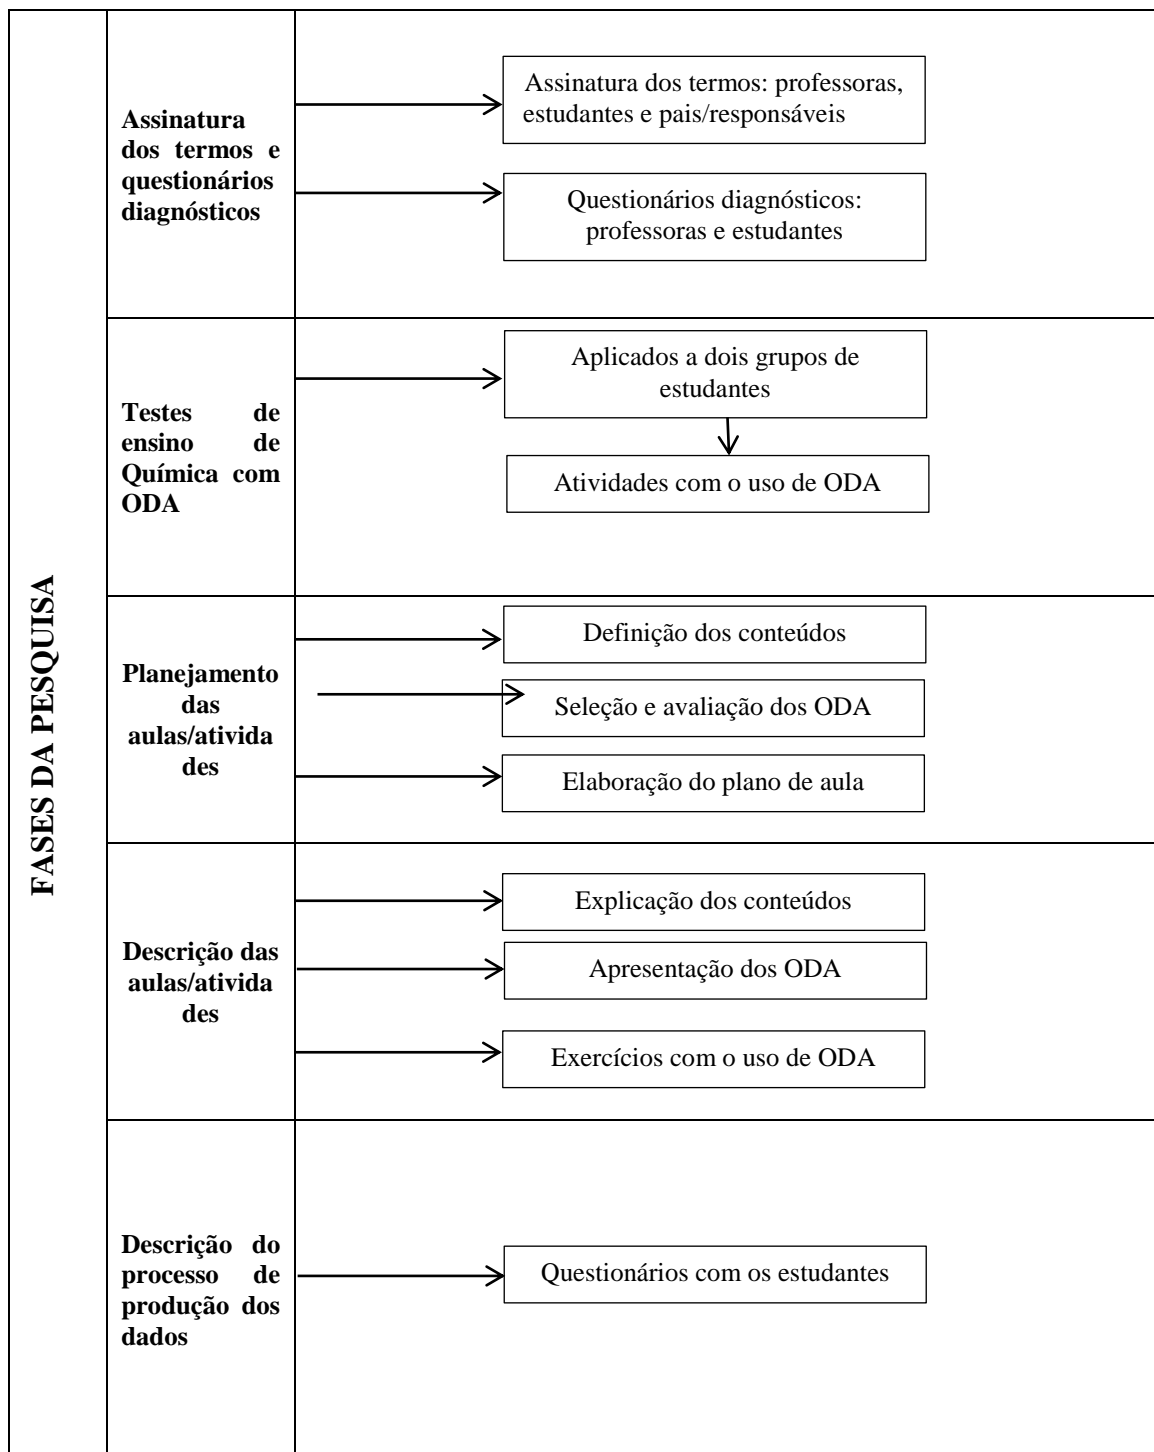 FASES DA PESQUISA
Assinatura
dos termos e
questionários
diagnósticos
Assinatura dos termos: professoras,
estudantes e pais/responsáveis
Questionários diagnósticos:
professoras e estudantes
Testes de
ensino de
Química com
ODA
Aplicados a dois grupos de
estudantes
Atividades com o uso de ODA
Planejamento
das
aulas/ativida
des
Definição dos conteúdos
Seleção e avaliação dos ODA
Elaboração do plano de aula
Descrição das
aulas/ativida
des
Explicação dos conteúdos
Apresentação dos ODA
Exercícios com o uso de ODA
Descrição do
processo de
produção dos
dados
Questionários com os estudantes